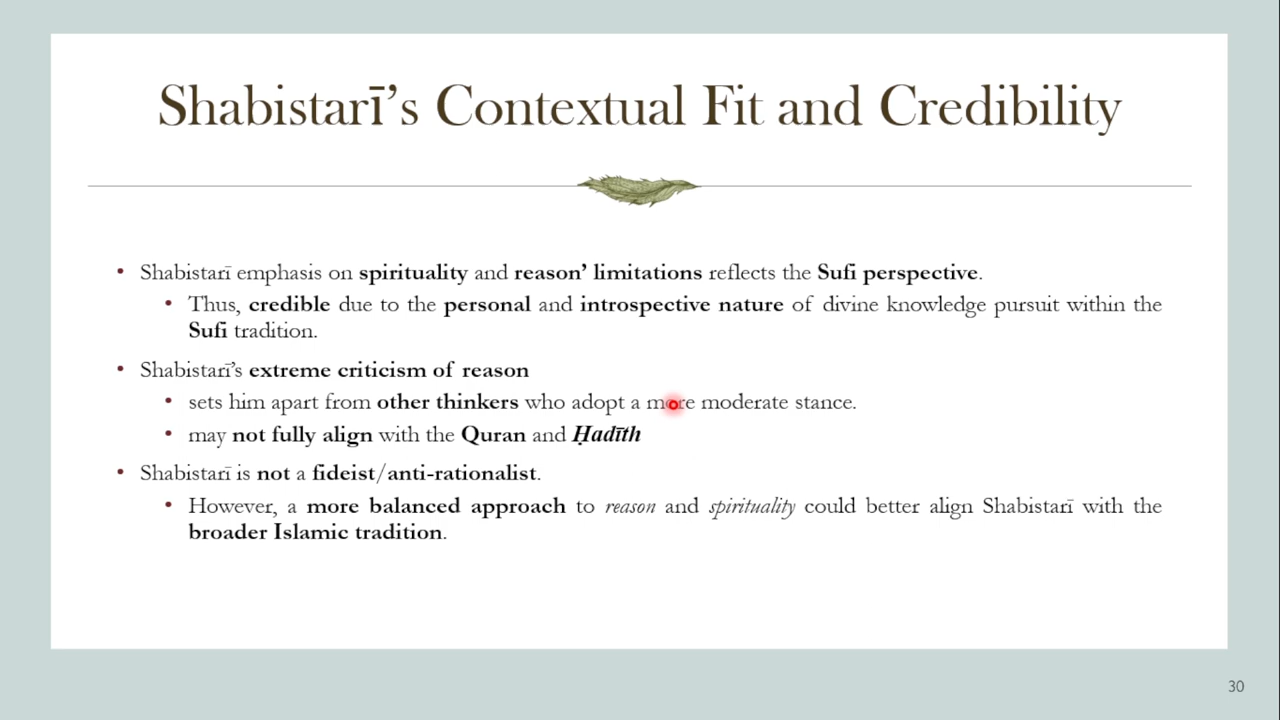 Shabistarī’s Contextual Fit and Credibility
• Shabistarī emphasis on spirituality and reason’ limitations reflects the Sufi perspective.
• Thus, credible due to the personal and introspective nature of divine knowledge pursuit within the
Sufi tradition.
• Shabistarī’s extreme criticism of reason
• sets him apart from other thinkers who adopt a more moderate stance.
• may not fully align with the Quran and Ḥadīth
• Shabistarī is not a fideist/anti-rationalist.
• However, a more balanced approach to reason and spirituality could better align Shabistarī with the
broader Islamic tradition.
30